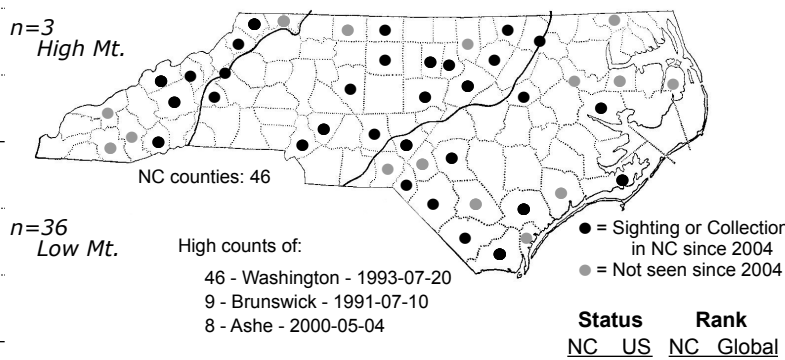 n=3
High Mt.
NC counties: 46
n=36
Low Mt.
High counts of:
46 - Washington - 1993-07-20
9 - Brunswick - 1991-07-10
8 - Ashe - 2000-05-04
● = Sighting or Collection
in NC since 2004
● = Not seen since 2004
Status Rank
NC US NC Global